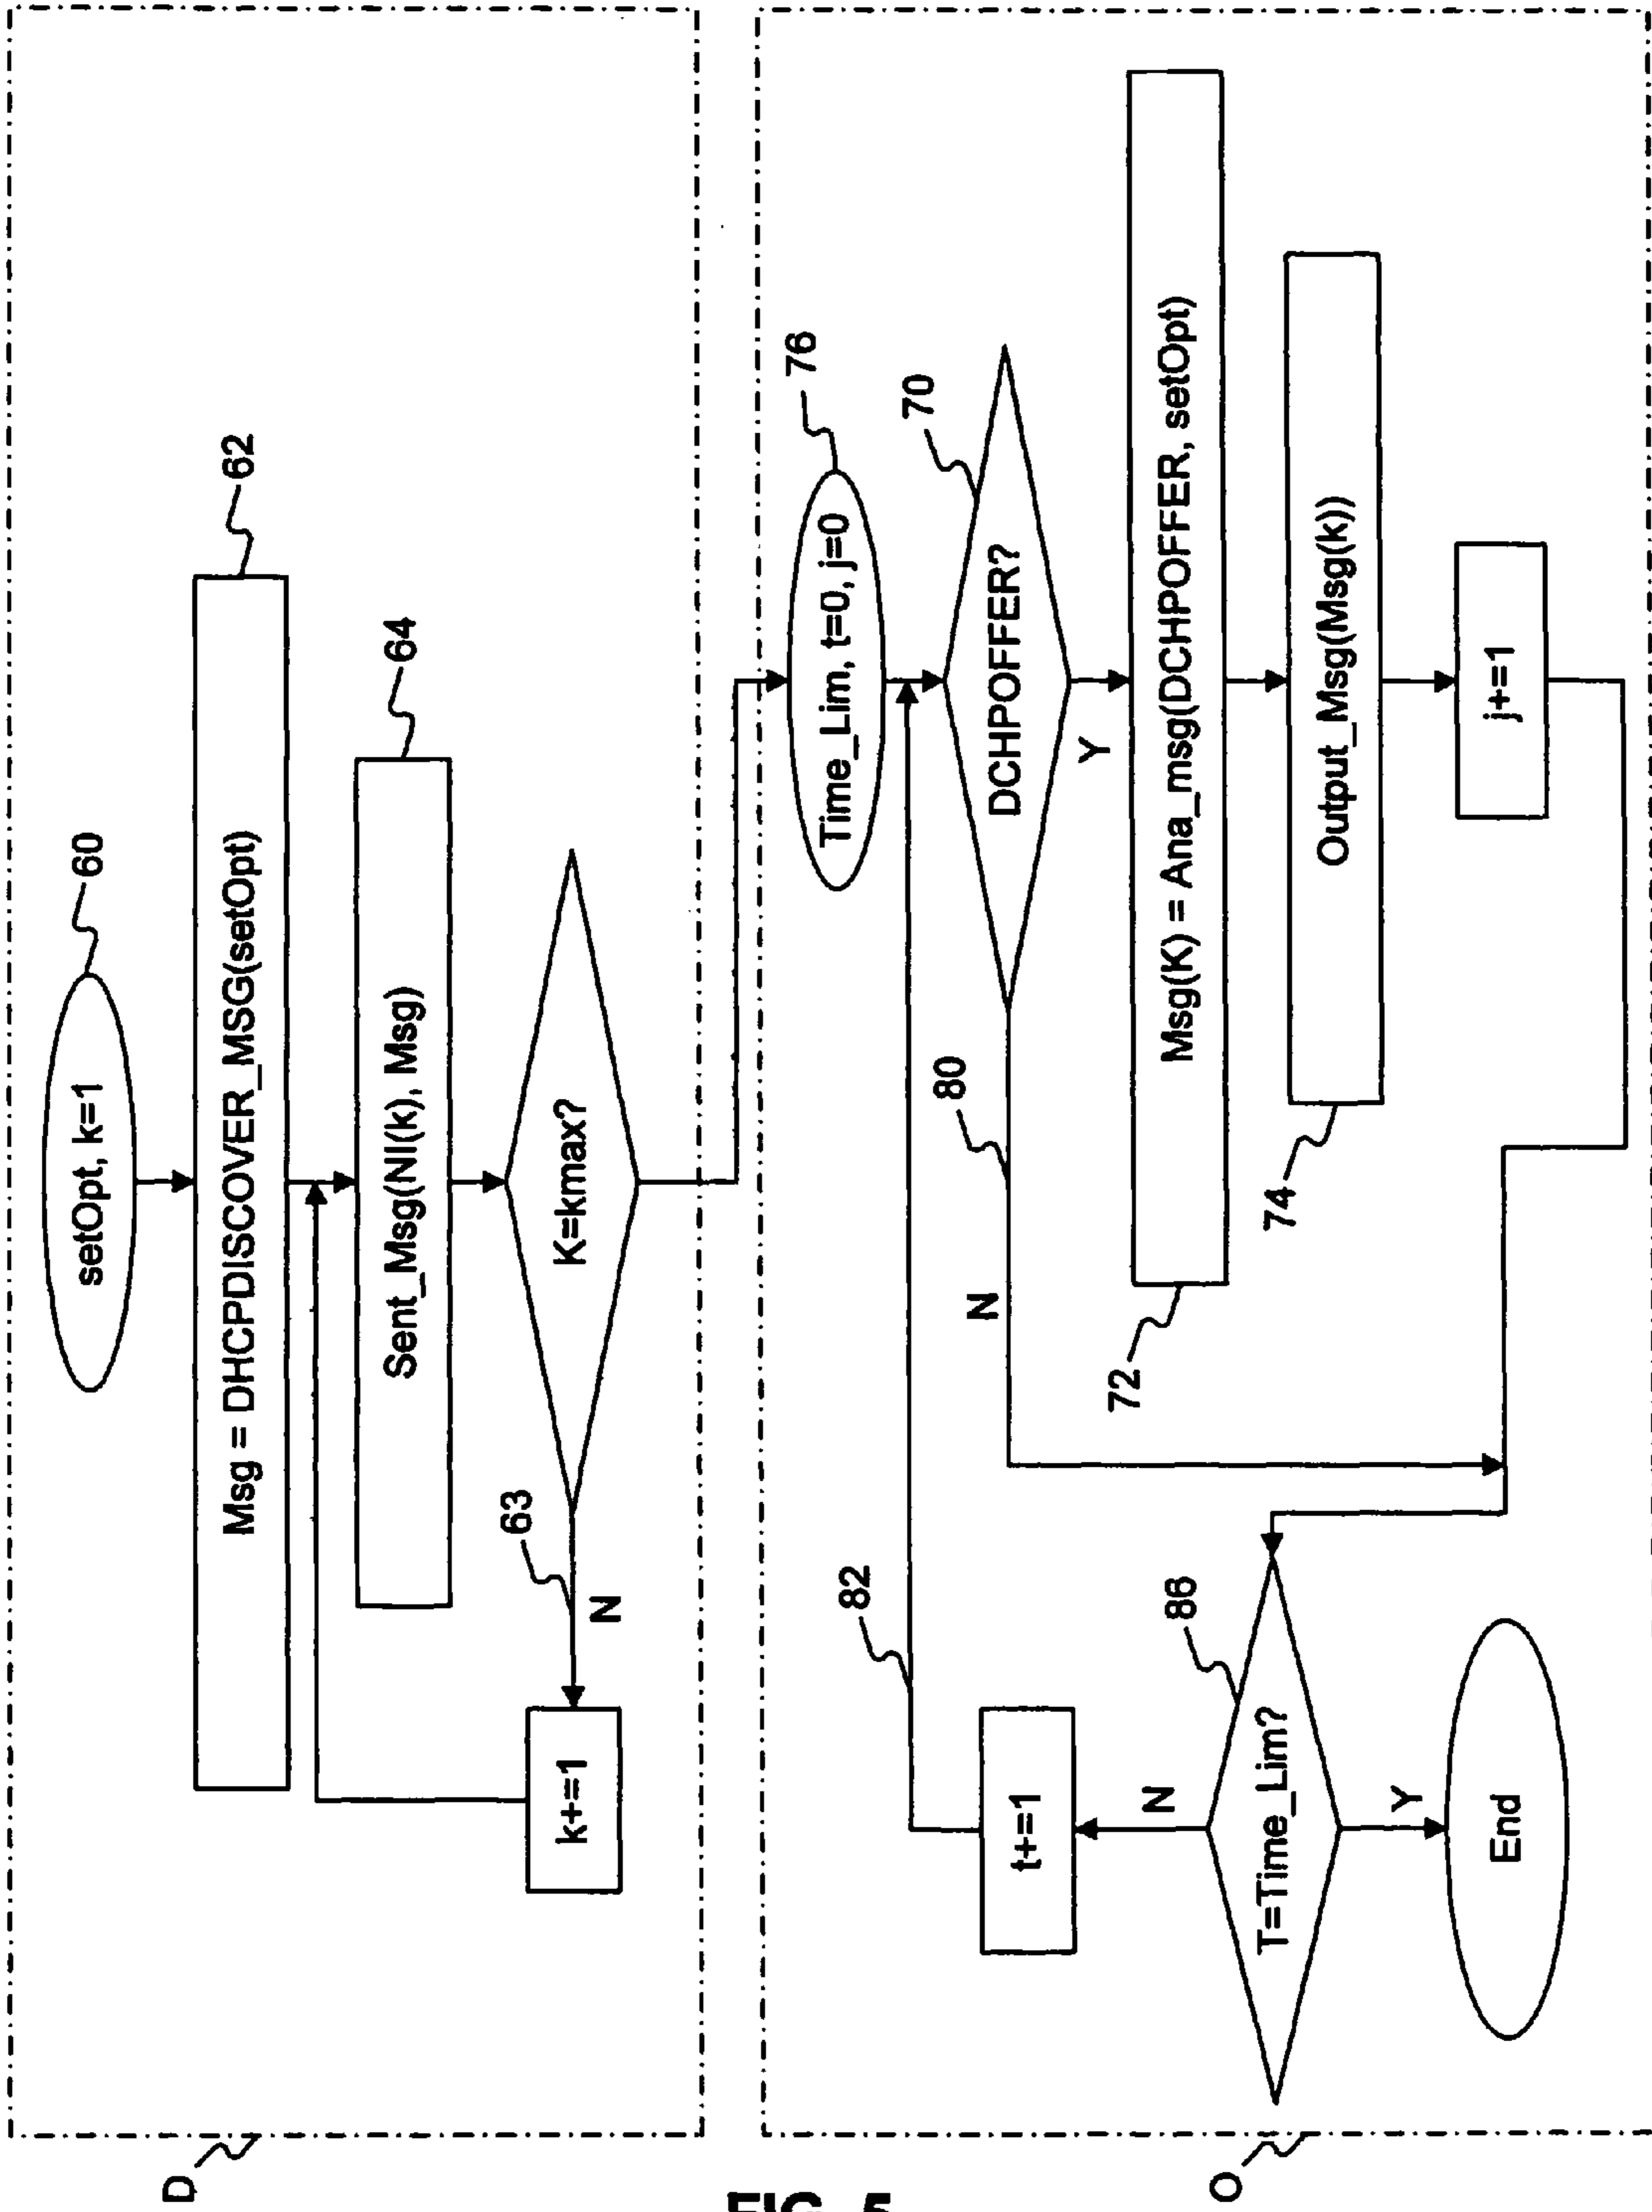 D
setOpt, k=1
60
Msg = DHCPDISCOVER_MSG(setOpt)
62
Sent_Msg(NI(k), Msg)
64
K=kmax?
63
N
k+=1
O
Time_Lim, t=0, j=0
76
DCHPOFFER?
70
80
N
Y
Msg(K) = Ana_msg(DCHPOFFER, setOpt)
72
Output_Msg(Msg(k))
74
j+=1
82
t+=1
N
T=Time_Lim?
86
Y
End
FIG. 5